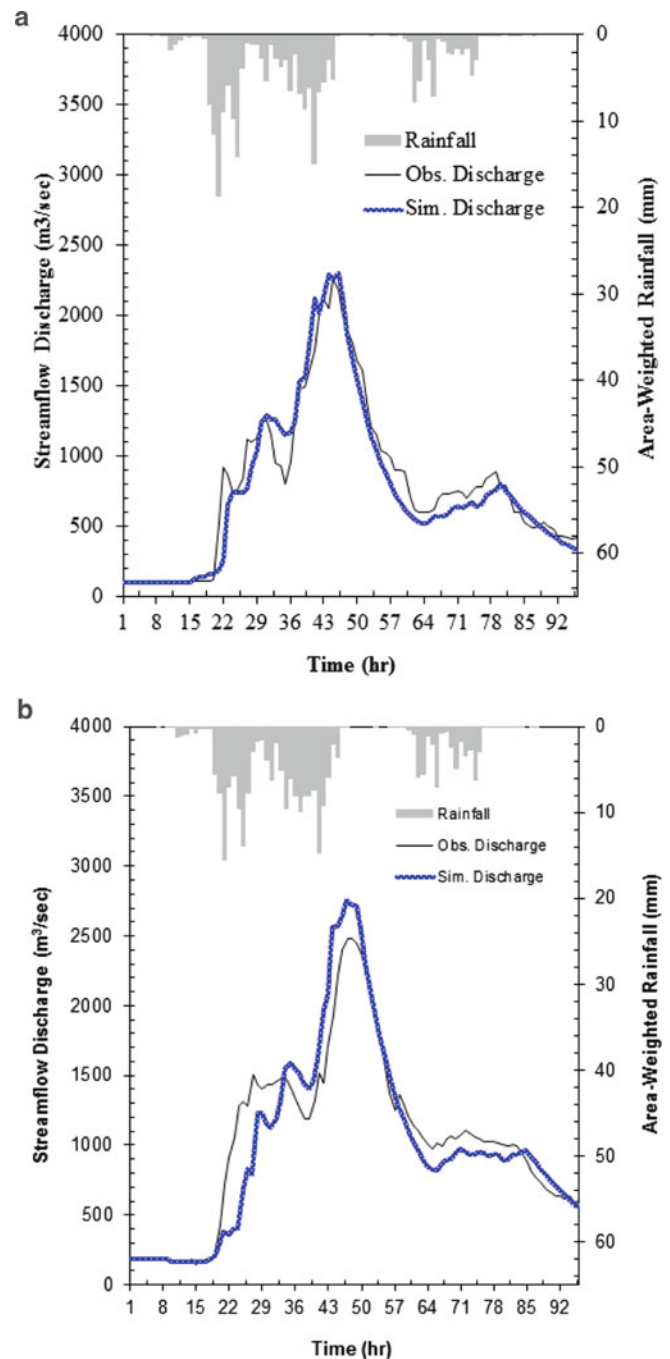 a
4000
3500
3000
2500
2000
1500
1000
500
0
Streamflow Discharge (m3/sec)
Rainfall
Obs. Discharge
Sim. Discharge
0
10
20
30
40
50
60
Area-Weighted Rainfall (mm)
1 8 15 22 29 36 43 50 57 64 71 78 85 92
Time (hr)
b
4000
3500
3000
2500
2000
1500
1000
500
0
Streamflow Discharge (m³/sec)
Rainfall
Obs. Discharge
Sim. Discharge
0
10
20
30
40
50
60
Area-Weighted Rainfall (mm)
1 8 15 22 29 36 43 50 57 64 71 78 85 92
Time (hr)